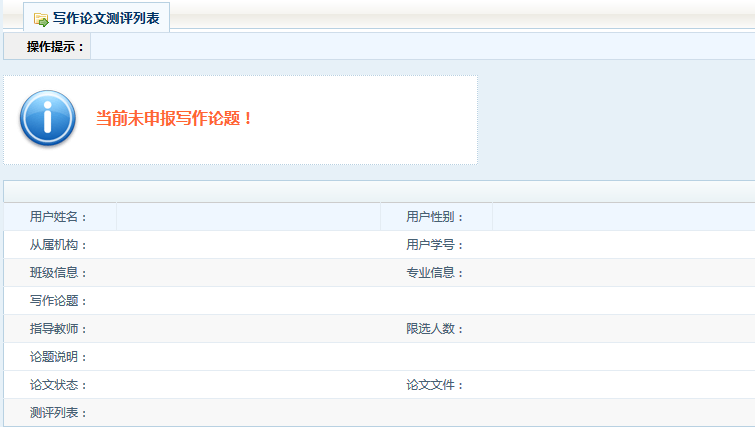 写作论文测评列表
操作提示：
当前未申报写作论题！
用户姓名： 用户性别：
从属机构： 用户学号：
班级信息： 专业信息：
写作论题：
指导教师： 限选人数：
论题说明：
论文状态： 论文文件：
测评列表：